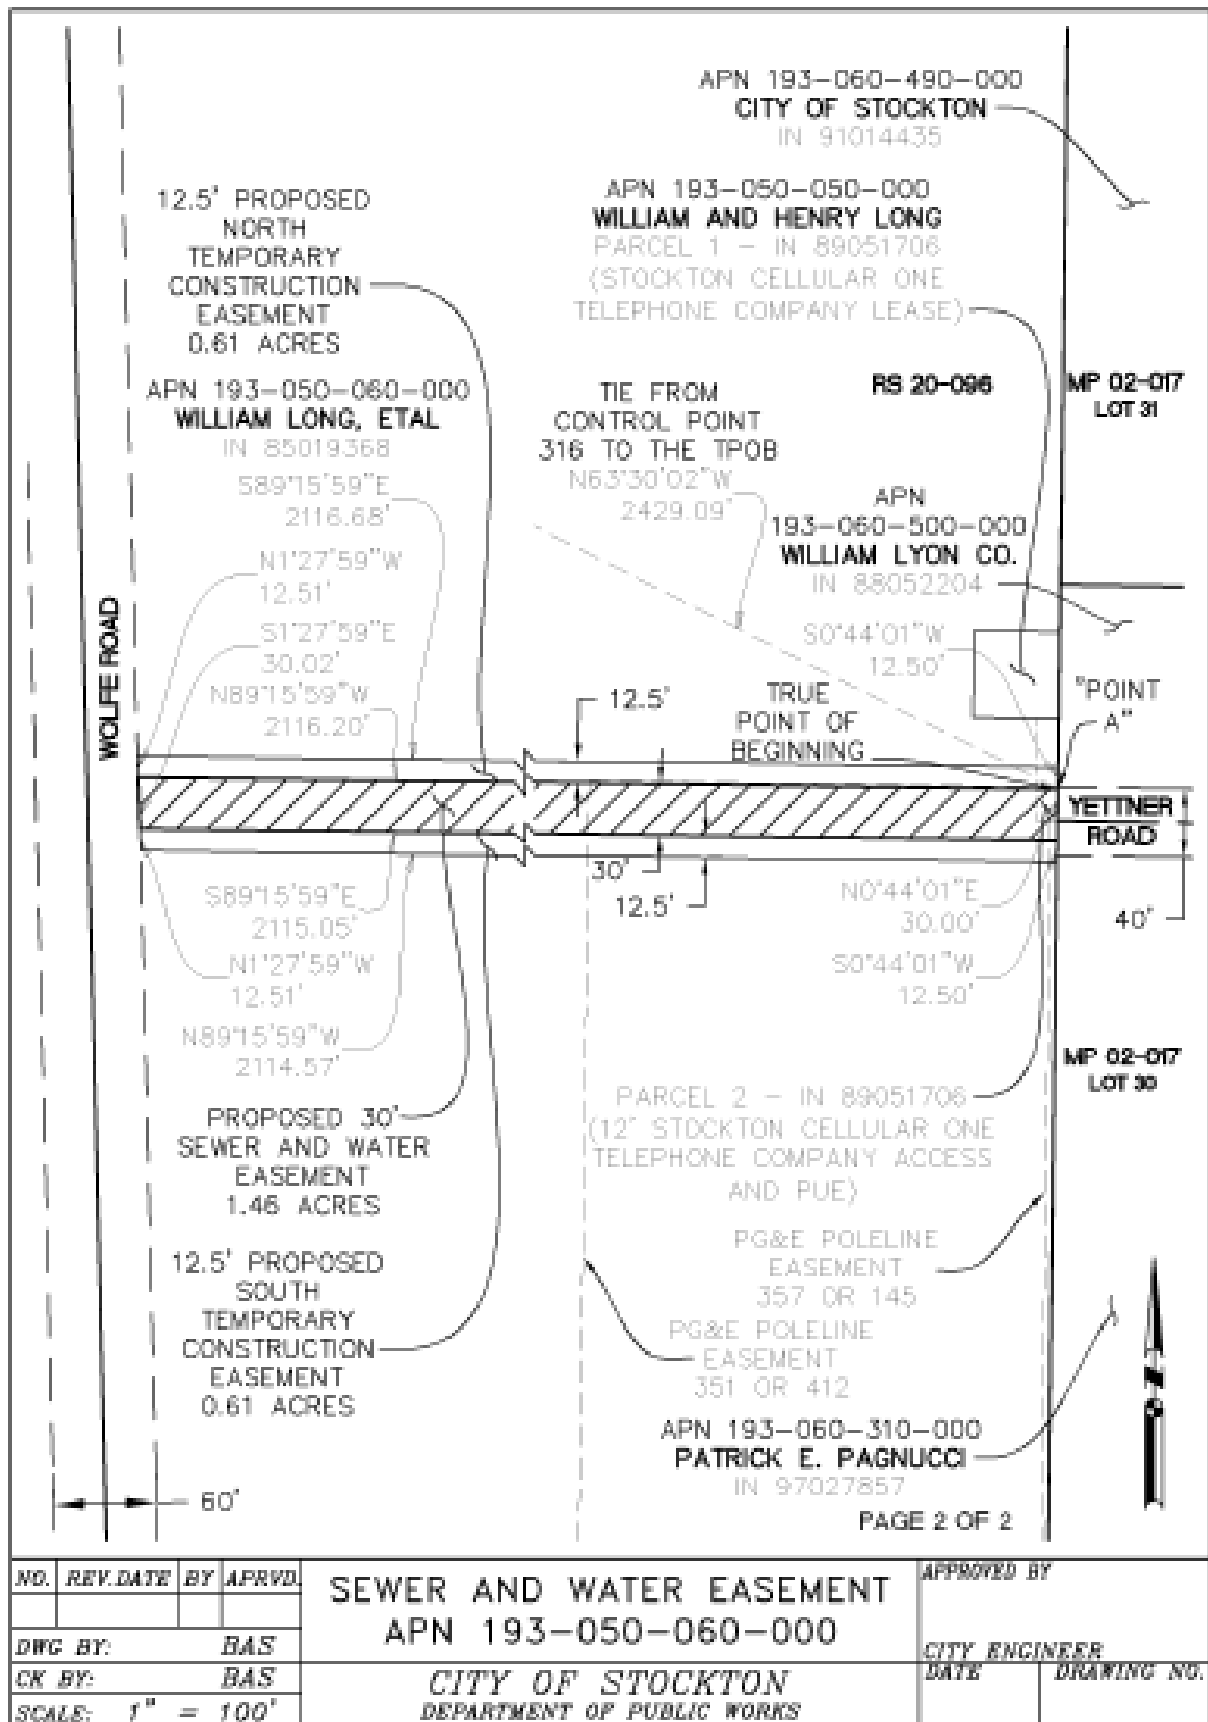 APN 193-060-490-000
CITY OF STOCKTON
IN 91014435
12.5' PROPOSED
NORTH
TEMPORARY
CONSTRUCTION
EASEMENT
0.61 ACRES
APN 193-050-050-000
WILLIAM AND HENRY LONG
PARCEL 1 - IN 89051706
(STOCKTON CELLULAR ONE
TELEPHONE COMPANY LEASE)
APN 193-050-060-000
WILLIAM LONG, ETAL
IN 85019368
TIE FROM
CONTROL POINT
316 TO THE TPOB
N63°30'02"W
2429.09'
RS 20-096
MP 02-017
LOT 31
S89°15'59"E
2116.68'
N1°27'59"W
12.51'
S1°27'59"E
30.02'
N89°15'59"W
2116.20'
APN
193-060-500-000
WILLIAM LYON CO.
IN 88052204
S0°44'01"W
12.50'
WOLFE ROAD
12.5'
TRUE
POINT OF
BEGINNING
"POINT
A"
YETTNER
ROAD
30'
12.5'
40'
S89°15'59"E
2115.05'
N1°27'59"W
12.51'
N89°15'59"W
2114.57'
N0°44'01"E
30.00'
S0°44'01"W
12.50'
MP 02-017
LOT 30
PROPOSED 30'
SEWER AND WATER
EASEMENT
1.46 ACRES
PARCEL 2 - IN 89051706
(12' STOCKTON CELLULAR ONE
TELEPHONE COMPANY ACCESS
AND PUE)
12.5' PROPOSED
SOUTH
TEMPORARY
CONSTRUCTION
EASEMENT
0.61 ACRES
PG&E POLELINE
EASEMENT
357 OR 145
PG&E POLELINE
EASEMENT
351 OR 412
APN 193-060-310-000
PATRICK E. PAGNUCCI
IN 97027857
60'
N
PAGE 2 OF 2
NO. REV.DATE BY APRVD.
DWG BY: BAS
CK BY: BAS
SCALE: 1" = 100'
SEWER AND WATER EASEMENT
APN 193-050-060-000
CITY OF STOCKTON
DEPARTMENT OF PUBLIC WORKS
APPROVED BY
CITY ENGINEER
DATE DRAWING NO.